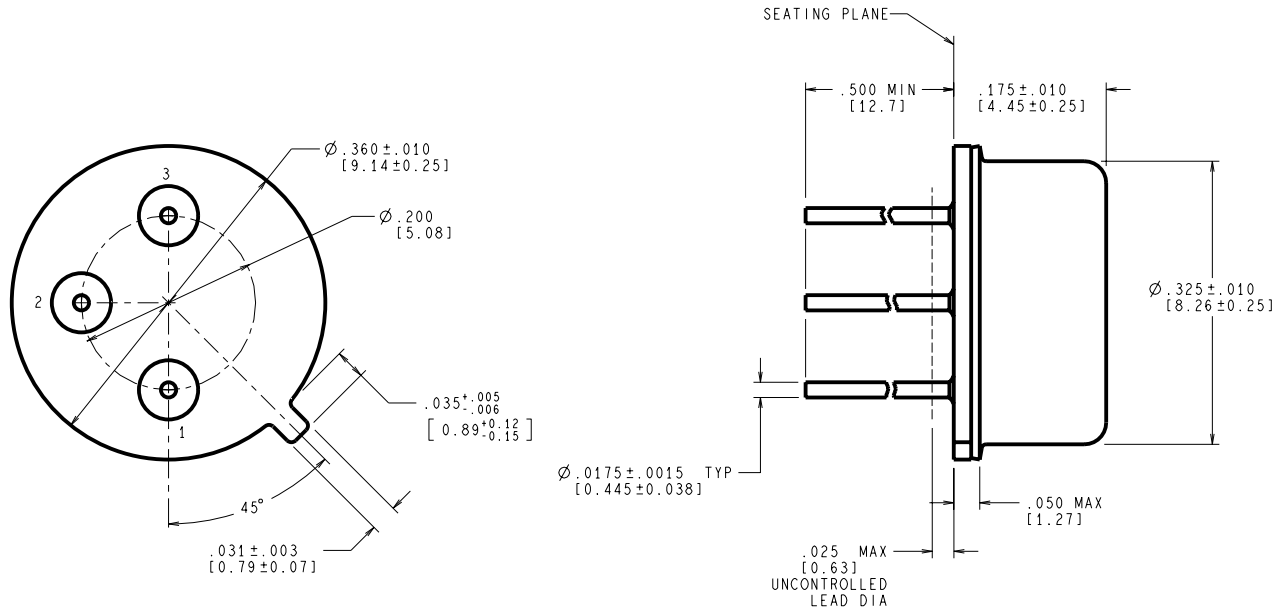 SEATING PLANE
.500 MIN
[12.7]
.175±.010
[4.45±0.25]
Ø.360±.010
[9.14±0.25]
3
Ø.200
[5.08]
2
Ø.325±.010
[8.26±0.25]
.035+.005
-.006
[0.89+0.12
-0.15]
1
Ø.0175±.0015 TYP
[0.445±0.038]
45°
.050 MAX
[1.27]
.031±.003
[0.79±0.07]
.025 MAX
[0.63]
UNCONTROLLED
LEAD DIA